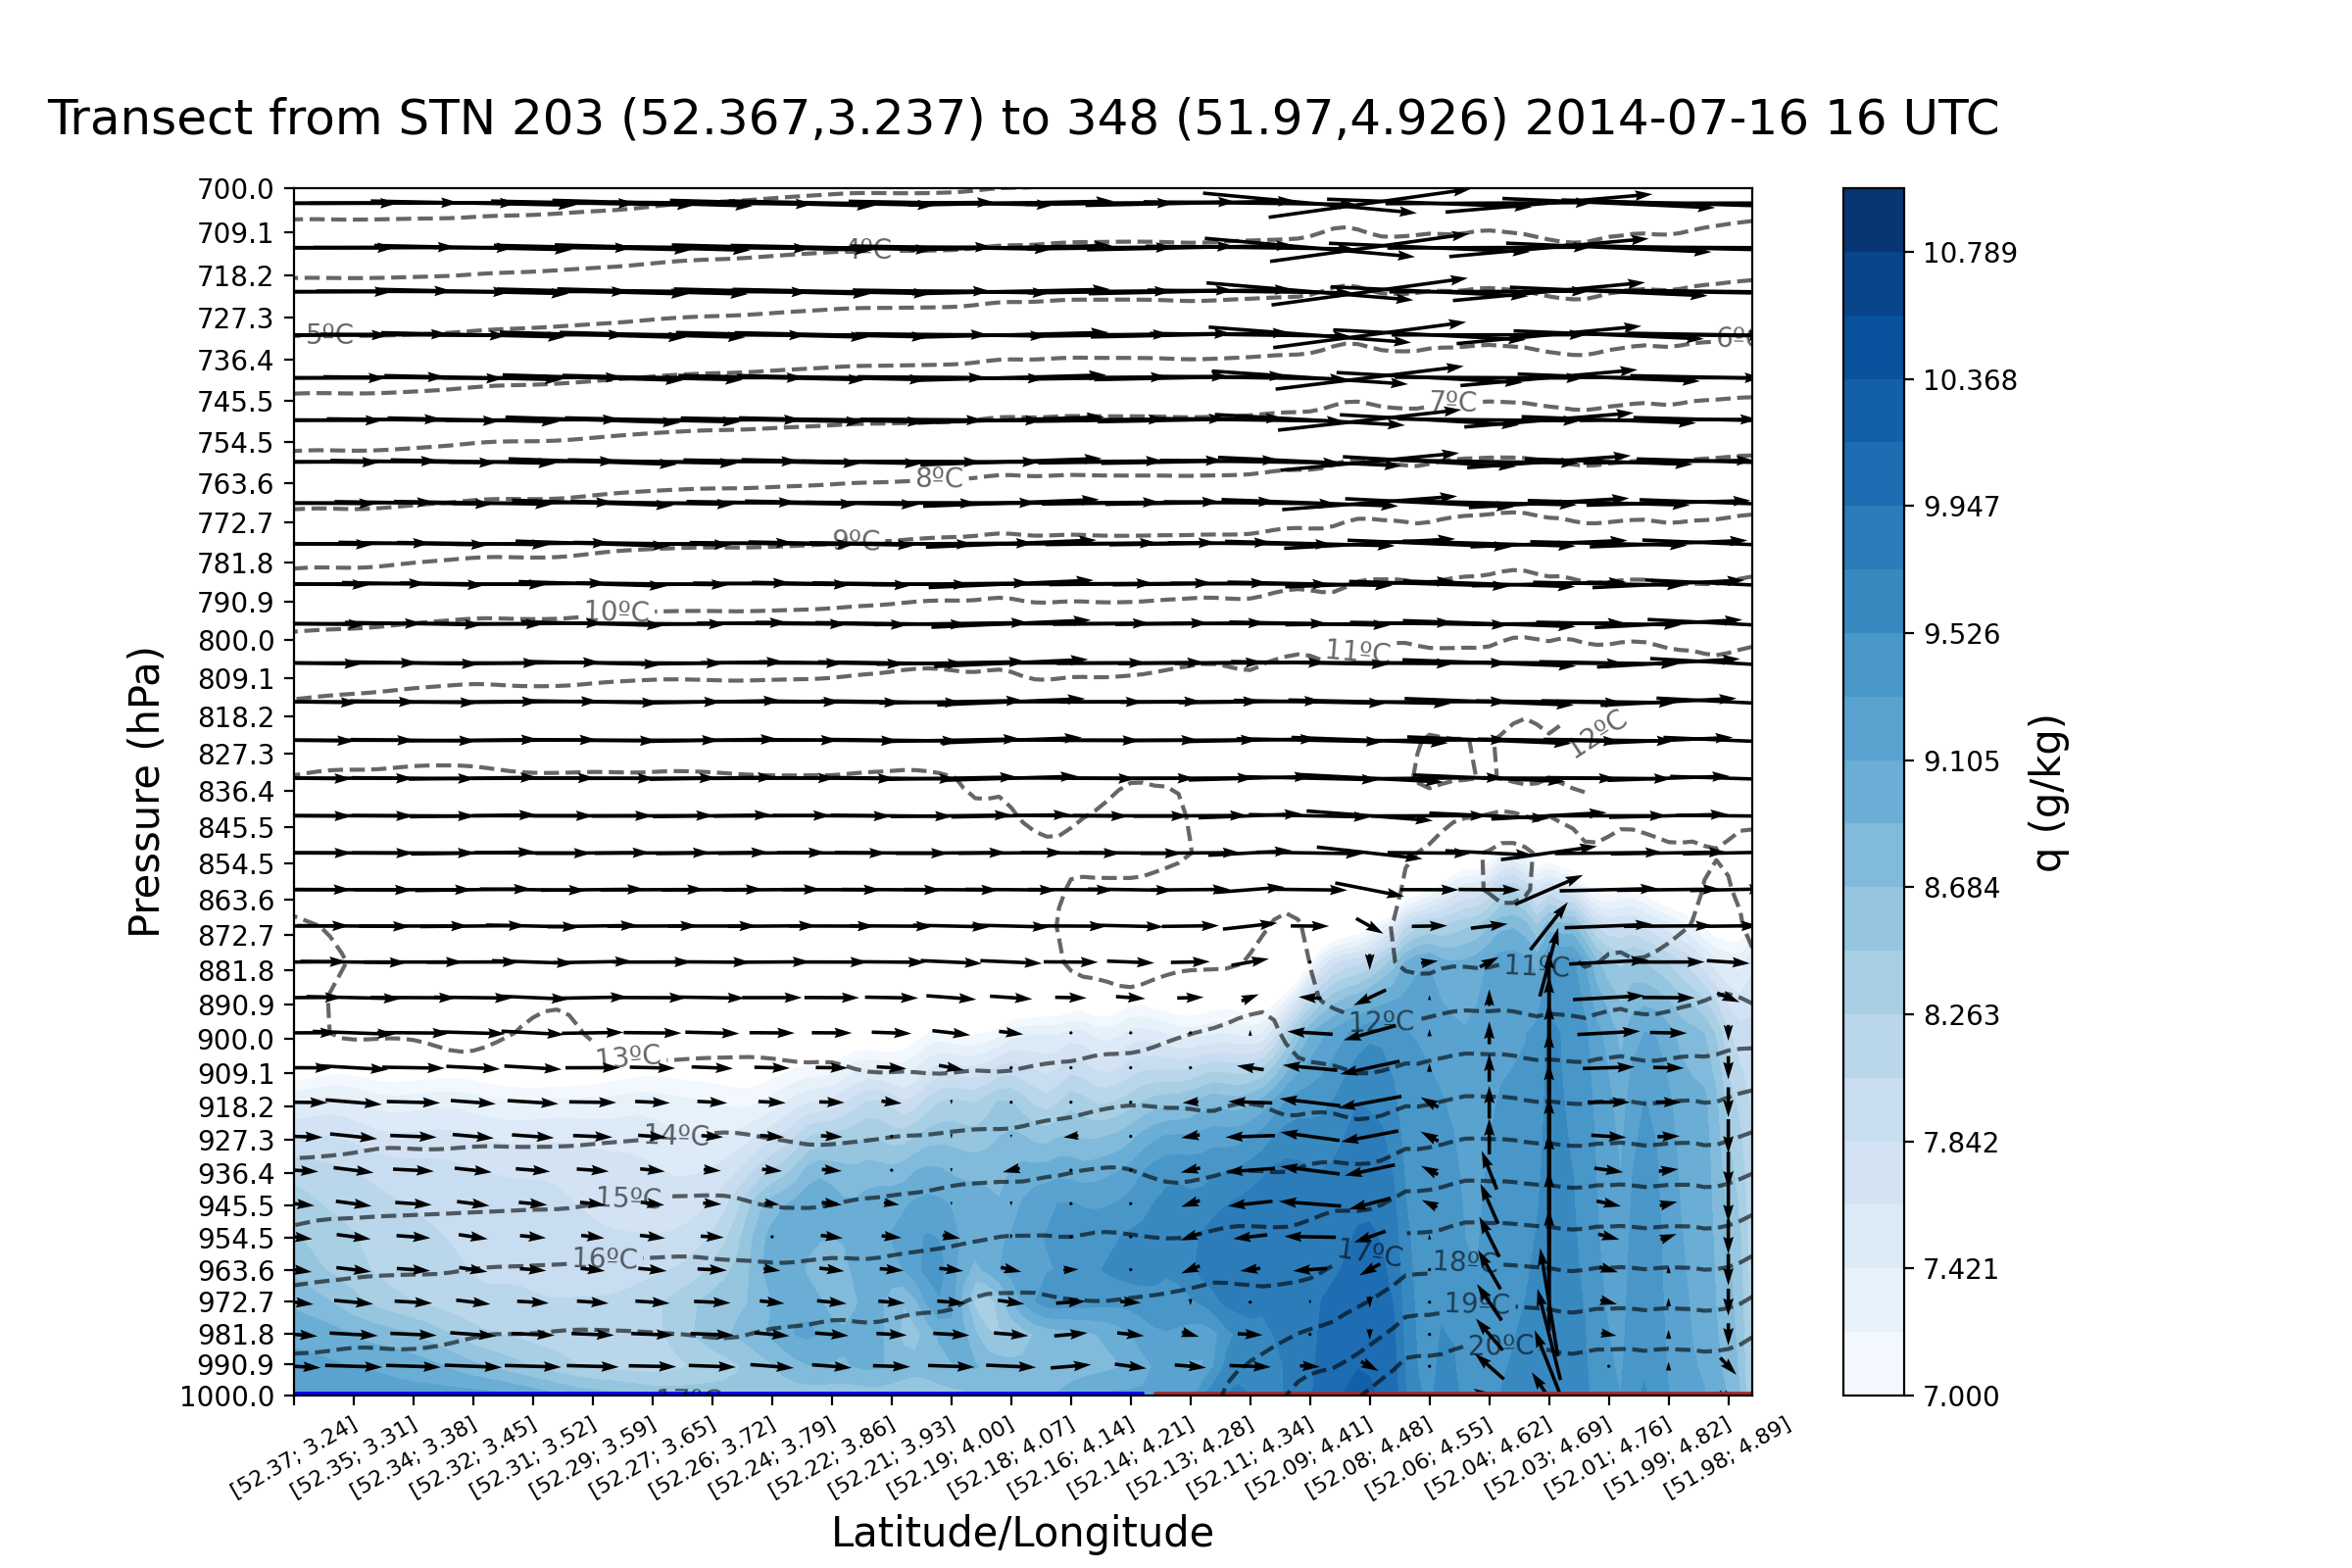 Transect from STN 203 (52.367,3.237) to 348 (51.97,4.926) 2014-07-16 16 UTC
700.0
709.1
718.2
727.3
736.4
745.5
754.5
763.6
772.7
781.8
790.9
800.0
809.1
818.2
827.3
836.4
845.5
854.5
863.6
872.7
881.8
890.9
900.0
909.1
918.2
927.3
936.4
945.5
954.5
963.6
972.7
981.8
990.9
1000.0
Pressure (hPa)
4ºC
5ºC
6º
7ºC
8ºC
9ºC
10ºC
11ºC
12ºC
11ºC
12ºC
13ºC
14ºC
15ºC
16ºC
17ºC
18ºC
19ºC
20ºC
17ºC
[52.37; 3.24]
[52.35; 3.31]
[52.34; 3.38]
[52.32; 3.45]
[52.31; 3.52]
[52.29; 3.59]
[52.27; 3.65]
[52.26; 3.72]
[52.24; 3.79]
[52.22; 3.86]
[52.21; 3.93]
[52.19; 4.00]
[52.18; 4.07]
[52.16; 4.14]
[52.14; 4.21]
[52.13; 4.28]
[52.11; 4.34]
[52.09; 4.41]
[52.08; 4.48]
[52.06; 4.55]
[52.04; 4.62]
[52.03; 4.69]
[52.01; 4.76]
[51.99; 4.82]
[51.98; 4.89]
Latitude/Longitude
10.789
10.368
9.947
9.526
9.105
8.684
8.263
7.842
7.421
7.000
q (g/kg)